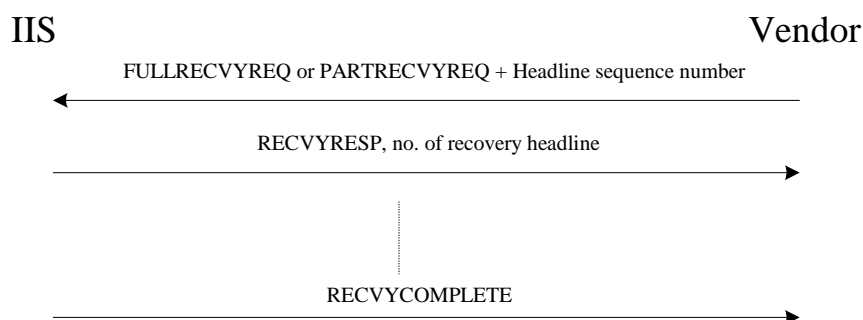 IIS Vendor
FULLRECVYREQ or PARTRECVYREQ + Headline sequence number
RECVYRESP, no. of recovery headline
RECVYCOMPLETE